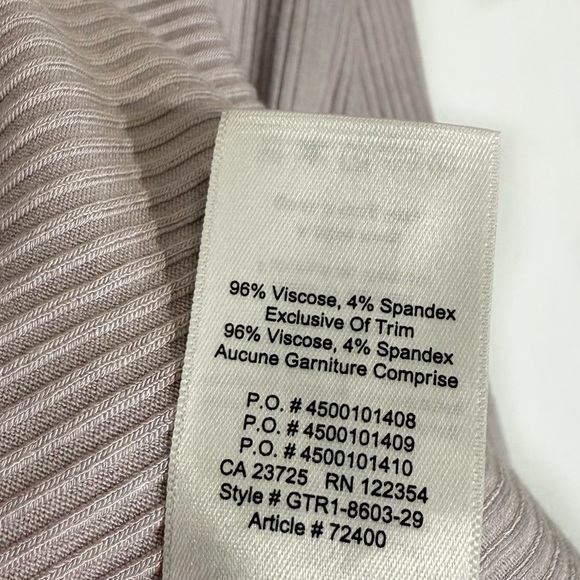 96% Viscose, 4% Spandex
Exclusive Of Trim
96% Viscose, 4% Spandex
Aucune Garniture Comprise
P.O. # 4500101408
P.O. # 4500101409
P.O. # 4500101410
CA 23725 RN 122354
Style # GTR1-8603-29
Article # 72400